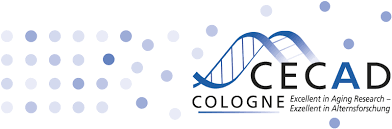 CECAD
COLOGNE Excellent in Aging Research –
Exzellent in Alternsforschung